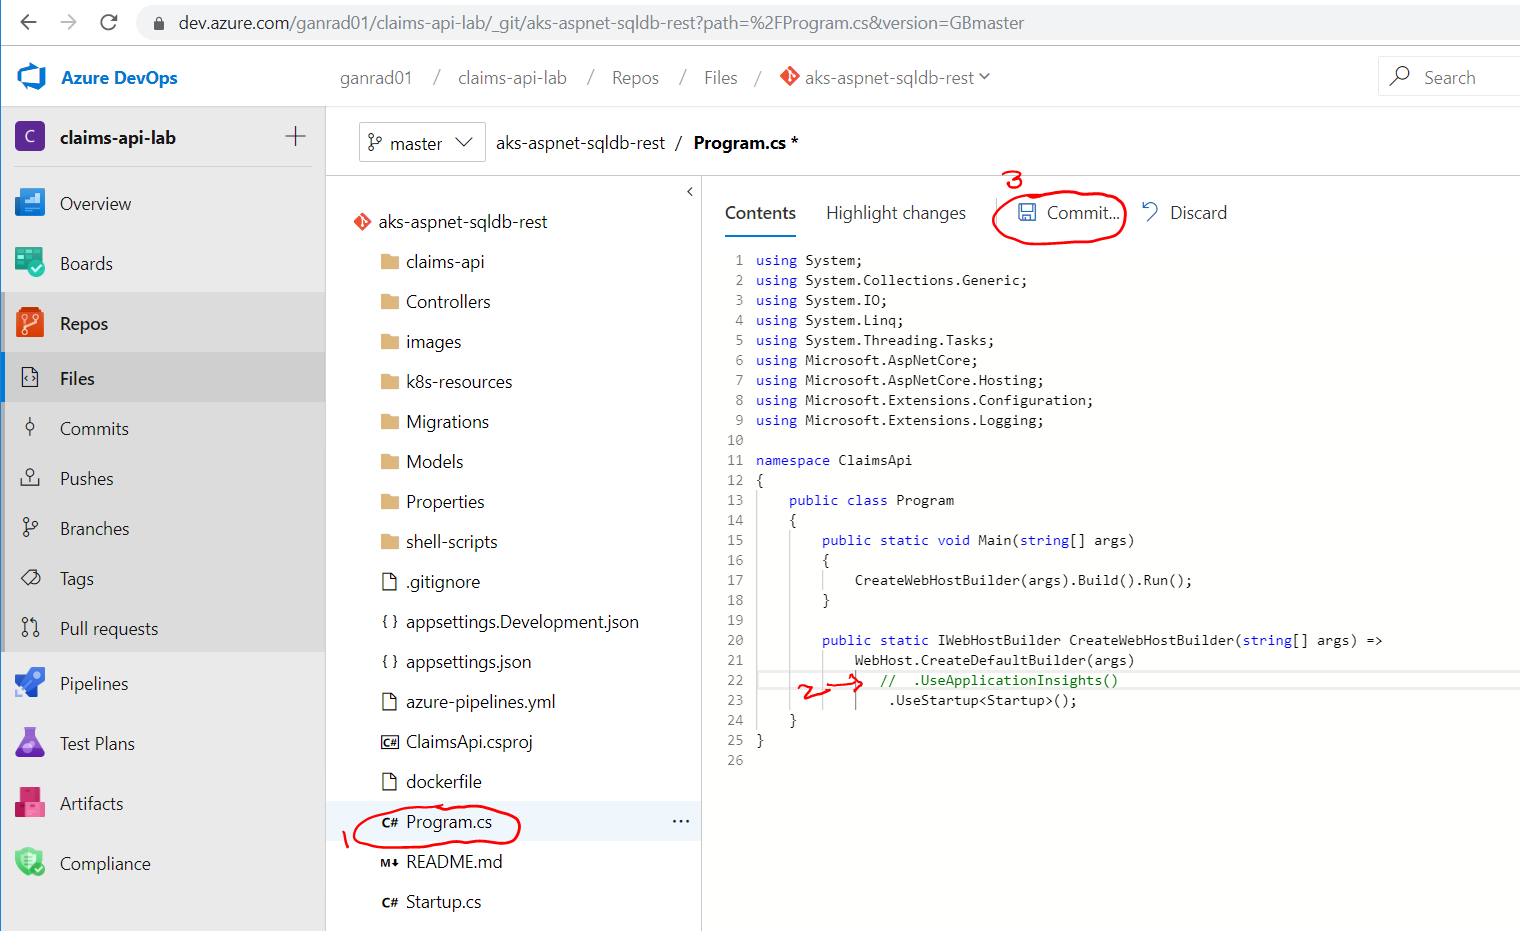 dev.azure.com/ganrad01/claims-api-lab/_git/aks-aspnet-sqldb-rest?path=%2FProgram.cs&version=GBmaster
Azure DevOps
ganrad01 / claims-api-lab / Repos / Files / aks-aspnet-sqldb-rest
Search
C claims-api-lab
master aks-aspnet-sqldb-rest / Program.cs *
Overview
Boards
Repos
Files
Commits
Pushes
Branches
Tags
Pull requests
Pipelines
Test Plans
Artifacts
Compliance
aks-aspnet-sqldb-rest
claims-api
Controllers
images
k8s-resources
Migrations
Models
Properties
shell-scripts
.gitignore
{ } appsettings.Development.json
{ } appsettings.json
azure-pipelines.yml
C# ClaimsApi.csproj
dockerfile
1 C# Program.cs ...
M↓ README.md
C# Startup.cs
3
Contents Highlight changes Commit... Discard
1 using System;
2 using System.Collections.Generic;
3 using System.IO;
4 using System.Linq;
5 using System.Threading.Tasks;
6 using Microsoft.AspNetCore;
7 using Microsoft.AspNetCore.Hosting;
8 using Microsoft.Extensions.Configuration;
9 using Microsoft.Extensions.Logging;
10
11 namespace ClaimsApi
12 {
13 public class Program
14 {
15 public static void Main(string[] args)
16 {
17 CreateWebHostBuilder(args).Build().Run();
18 }
19
20 public static IWebHostBuilder CreateWebHostBuilder(string[] args) =>
21 WebHost.CreateDefaultBuilder(args)
22 2 // .UseApplicationInsights()
23 .UseStartup<Startup>();
24 }
25 }
26